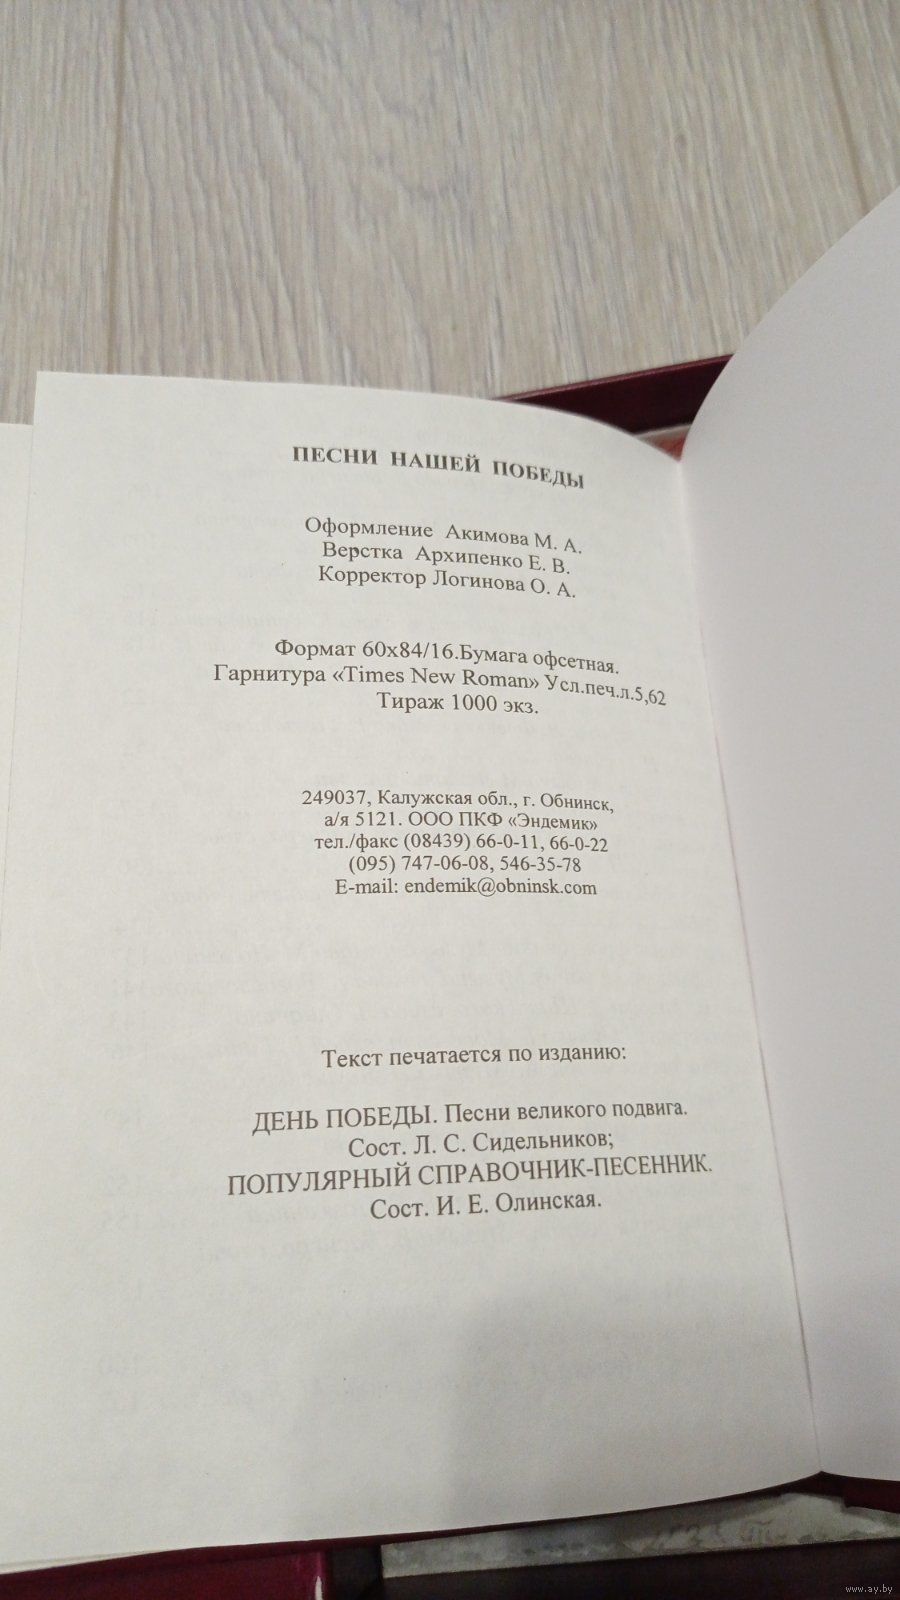 ПЕСНИ НАШЕЙ ПОБЕДЫ
Оформление Акимова М. А.
Верстка Архипенко Е. В.
Корректор Логинова О. А.
Формат 60x84/16.Бумага офсетная.
Гарнитура «Times New Roman» Усл.печ.л.5,62
Тираж 1000 экз.
249037, Калужская обл., г. Обнинск,
а/я 5121. ООО ПКФ «Эндемик»
тел./факс (08439) 66-0-11, 66-0-22
(095) 747-06-08, 546-35-78
E-mail: endemik@obninsk.com
Текст печатается по изданию:
ДЕНЬ ПОБЕДЫ. Песни великого подвига.
Сост. Л. С. Сидельников;
ПОПУЛЯРНЫЙ СПРАВОЧНИК-ПЕСЕННИК.
Сост. И. Е. Олинская.
www.ay.by